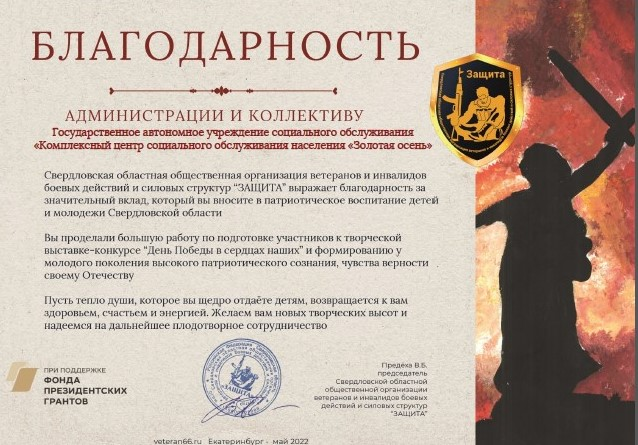 БЛАГОДАРНОСТЬ
АДМИНИСТРАЦИИ И КОЛЛЕКТИВУ
Государственное автономное учреждение социального обслуживания
«Комплексный центр социального обслуживания населения «Золотая осень»
Защита
Свердловская областная общественная организация ветеранов и инвалидов
боевых действий и силовых структур “ЗАЩИТА” выражает благодарность за
значительный вклад, который вы вносите в патриотическое воспитание детей
и молодежи Свердловской области
Вы проделали большую работу по подготовке участников к творческой
выставке-конкурсе “День Победы в сердцах наших” и формированию у
молодого поколения высокого патриотического сознания, чувства верности
своему Отечеству
Пусть тепло души, которое вы щедро отдаёте детям, возвращается к вам
здоровьем, счастьем и энергией. Желаем вам новых творческих высот и
надеемся на дальнейшее плодотворное сотрудничество
ПРИ ПОДДЕРЖКЕ
ФОНДА
ПРЕЗИДЕНТСКИХ
ГРАНТОВ
ЗАЩИТА
Предеха В.Б.
председатель
Свердловской областной
общественной организации
ветеранов и инвалидов боевых
действий и силовых структур
"ЗАЩИТА"
veteran66.ru Екатеринбург - май 2022